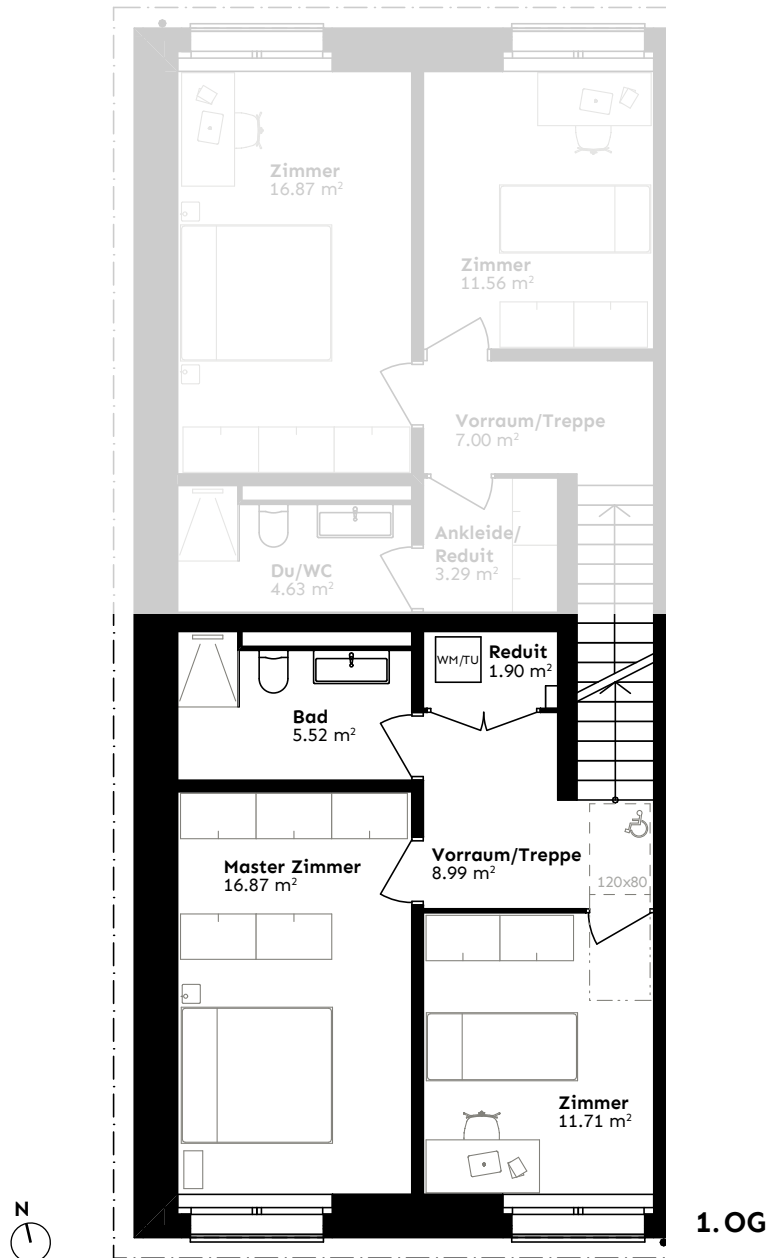 Zimmer
16.87 m²
Zimmer
11.56 m²
Vorraum/Treppe
7.00 m²
Ankleide/
Reduit
3.29 m²
Du/WC
4.63 m²
WM/TU
Reduit
1.90 m²
Bad
5.52 m²
Master Zimmer
16.87 m²
Vorraum/Treppe
8.99 m²
120x80
Zimmer
11.71 m²
N
1. OG